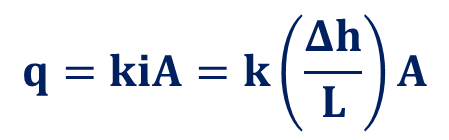 q = kiA = k(Δh/L)A